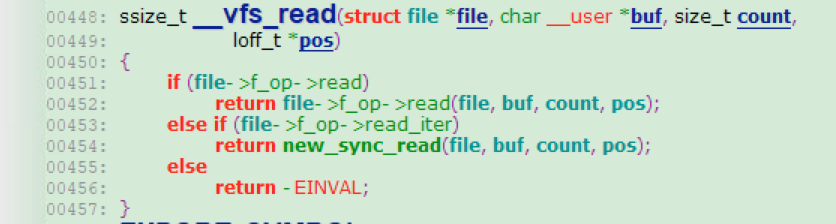 00448: ssize_t __vfs_read(struct file *file, char __user *buf, size_t count,
00449: loff_t *pos)
00450: {
00451: if (file->f_op->read)
00452: return file->f_op->read(file, buf, count, pos);
00453: else if (file->f_op->read_iter)
00454: return new_sync_read(file, buf, count, pos);
00455: else
00456: return -EINVAL;
00457: }